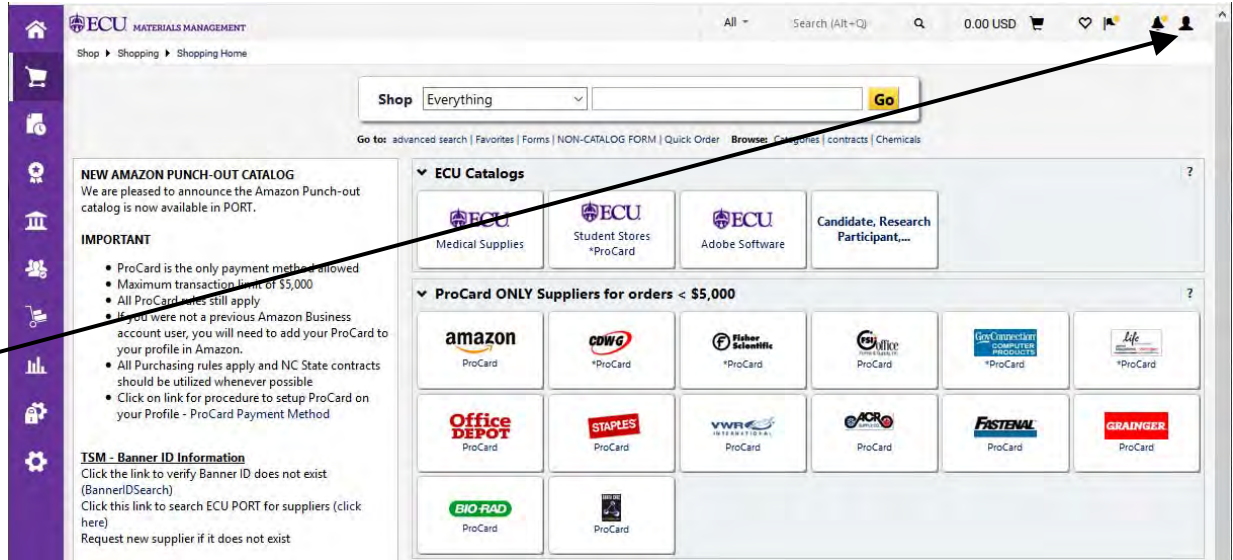 ECU MATERIALS MANAGEMENT
All
Search (Alt+Q)
0.00 USD
Shop Shopping Shopping Home
Shop Everything Go
Go to: advanced search | Favorites | Forms | NON-CATALOG FORM | Quick Order Browse: Categories | contracts | Chemicals
NEW AMAZON PUNCH-OUT CATALOG
We are pleased to announce the Amazon Punch-out
catalog is now available in PORT.
IMPORTANT
• ProCard is the only payment method allowed
• Maximum transaction limit of $5,000
• All ProCard rules still apply
• If you were not a previous Amazon Business
account user, you will need to add your ProCard to
your profile in Amazon.
• All Purchasing rules apply and NC State contracts
should be utilized whenever possible
• Click on link for procedure to setup ProCard on
your Profile - ProCard Payment Method
TSM - Banner ID Information
Click the link to verify Banner ID does not exist
(BannerIDSearch)
Click this link to search ECU PORT for suppliers (click
here)
Request new supplier if it does not exist
ECU Catalogs ?
ECU
Medical Supplies
ECU
Student Stores
*ProCard
ECU
Adobe Software
Candidate, Research
Participant,...
ProCard ONLY Suppliers for orders < $5,000 ?
amazon
ProCard
CDWG
*ProCard
Fisher
Scientific
*ProCard
FSIoffice
ProCard
GovConnection
COMPUTER
PRODUCTS
*ProCard
life
*ProCard
Office
DEPOT
ProCard
STAPLES
ProCard
VWR
INTERNATIONAL
ProCard
ACR
ProCard
FASTENAL
ProCard
GRAINGER
ProCard
BIO-RAD
ProCard
ProCard